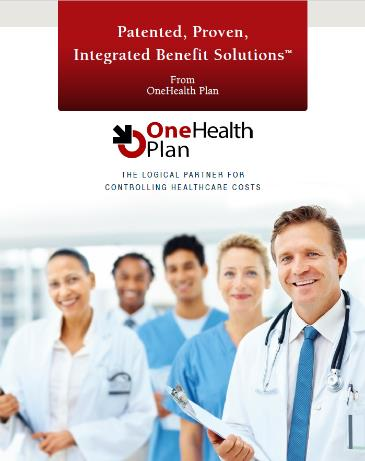 Patented, Proven,
Integrated Benefit Solutions™
From
OneHealth Plan
OneHealth
Plan
THE LOGICAL PARTNER FOR
CONTROLLING HEALTHCARE COSTS